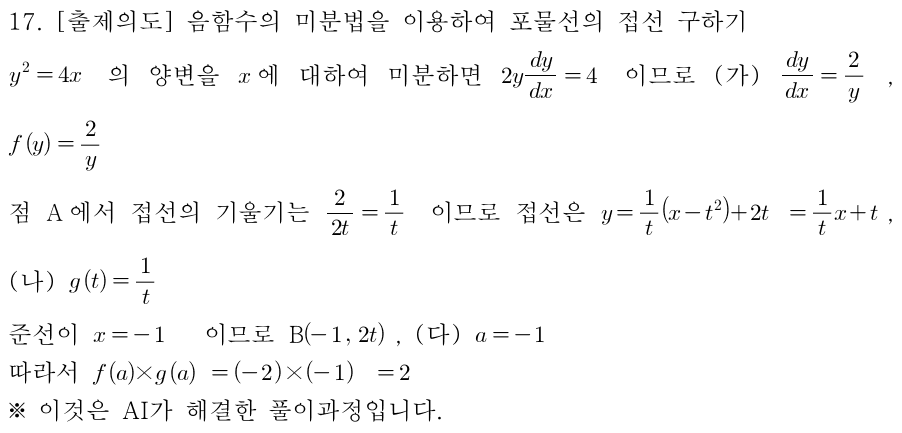 17. [출제의도] 음함수의 미분법을 이용하여 포물선의 접선 구하기
y² = 4x 의 양변을 x에 대하여 미분하면 2y dy/dx = 4 이므로 (가) dy/dx = 2/y ,
f(y) = 2/y
점 A에서 접선의 기울기는 2/2t = 1/t 이므로 접선은 y = 1/t (x − t²) + 2t = 1/t x + t ,
(나) g(t) = 1/t
준선이 x = −1 이므로 B(−1, 2t) , (다) a = −1
따라서 f(a)×g(a) = (−2)×(−1) = 2
※ 이것은 AI가 해결한 풀이과정입니다.